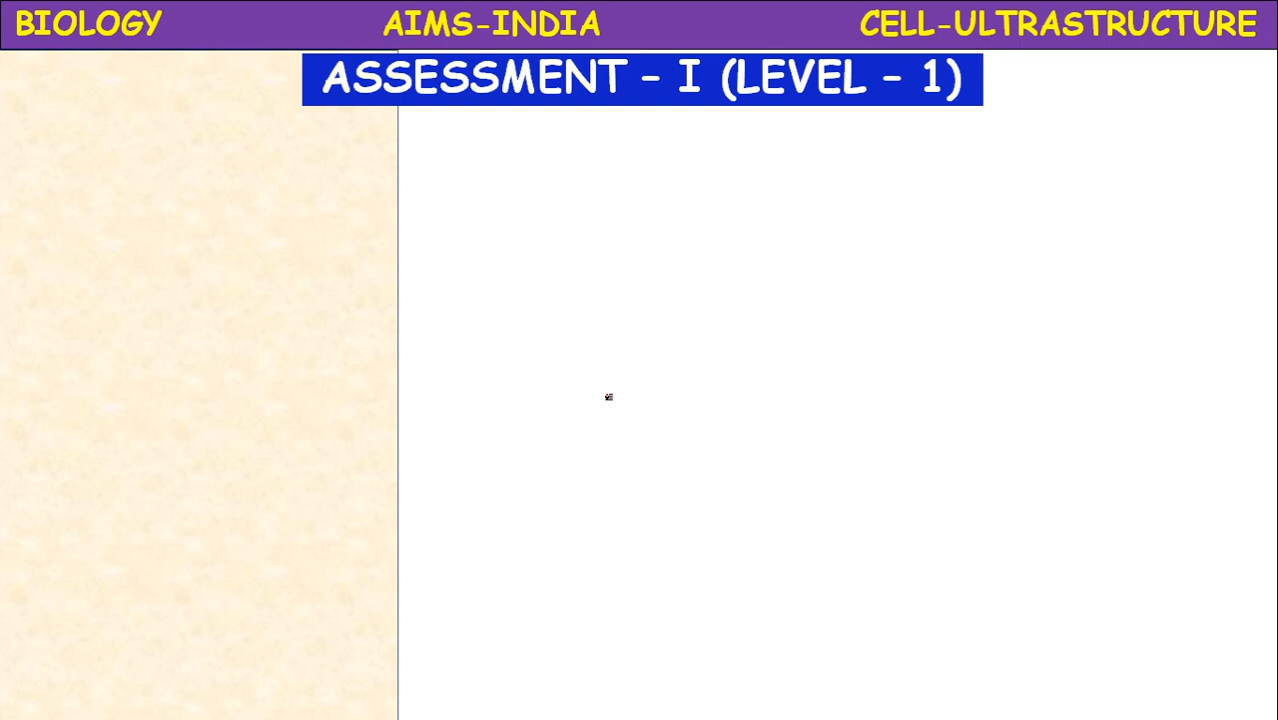 BIOLOGY AIMS-INDIA CELL-ULTRASTRUCTURE
ASSESSMENT – I (LEVEL – 1)